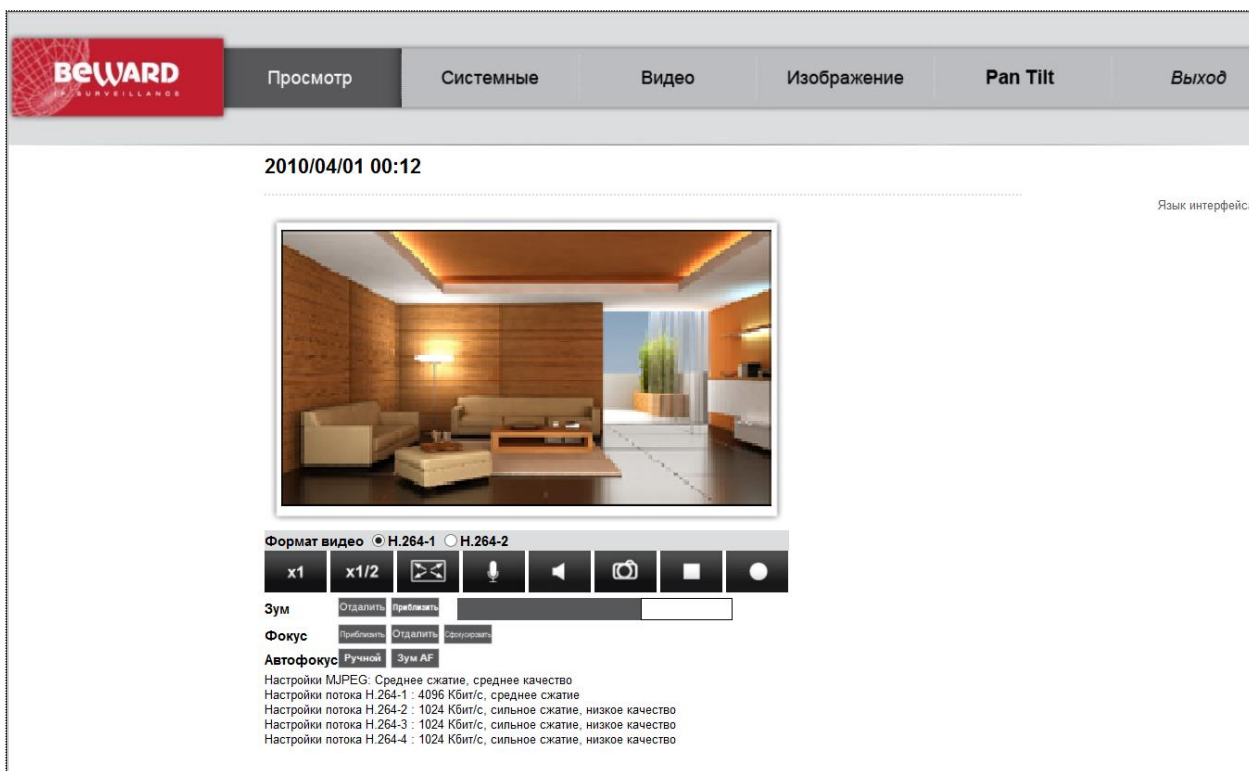 BEWARD
IP SURVEILLANCE
Просмотр
Системные
Видео
Изображение
Pan Tilt
Выход
2010/04/01 00:12
Язык интерфейс
Формат видео H.264-1 H.264-2
x1 x1/2
Зум Отдалить Приблизить
Фокус Приблизить Отдалить Сфокусировать
Автофокус Ручной Зум AF
Настройки MJPEG: Среднее сжатие, среднее качество
Настройки потока H.264-1 : 4096 Кбит/с, среднее сжатие
Настройки потока H.264-2 : 1024 Кбит/с, сильное сжатие, низкое качество
Настройки потока H.264-3 : 1024 Кбит/с, сильное сжатие, низкое качество
Настройки потока H.264-4 : 1024 Кбит/с, сильное сжатие, низкое качество